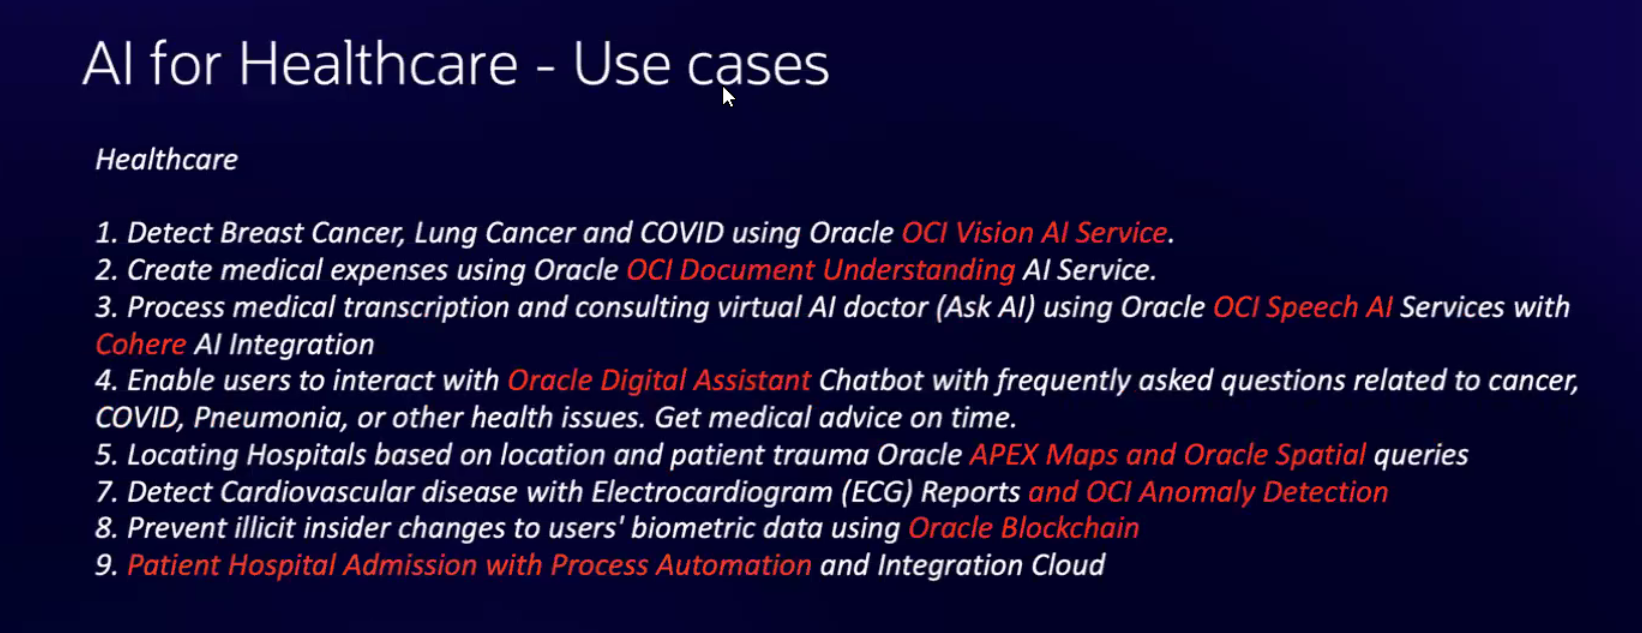 AI for Healthcare - Use cases
Healthcare
1. Detect Breast Cancer, Lung Cancer and COVID using Oracle OCI Vision AI Service.
2. Create medical expenses using Oracle OCI Document Understanding AI Service.
3. Process medical transcription and consulting virtual AI doctor (Ask AI) using Oracle OCI Speech AI Services with
Cohere AI Integration
4. Enable users to interact with Oracle Digital Assistant Chatbot with frequently asked questions related to cancer,
COVID, Pneumonia, or other health issues. Get medical advice on time.
5. Locating Hospitals based on location and patient trauma Oracle APEX Maps and Oracle Spatial queries
7. Detect Cardiovascular disease with Electrocardiogram (ECG) Reports and OCI Anomaly Detection
8. Prevent illicit insider changes to users' biometric data using Oracle Blockchain
9. Patient Hospital Admission with Process Automation and Integration Cloud